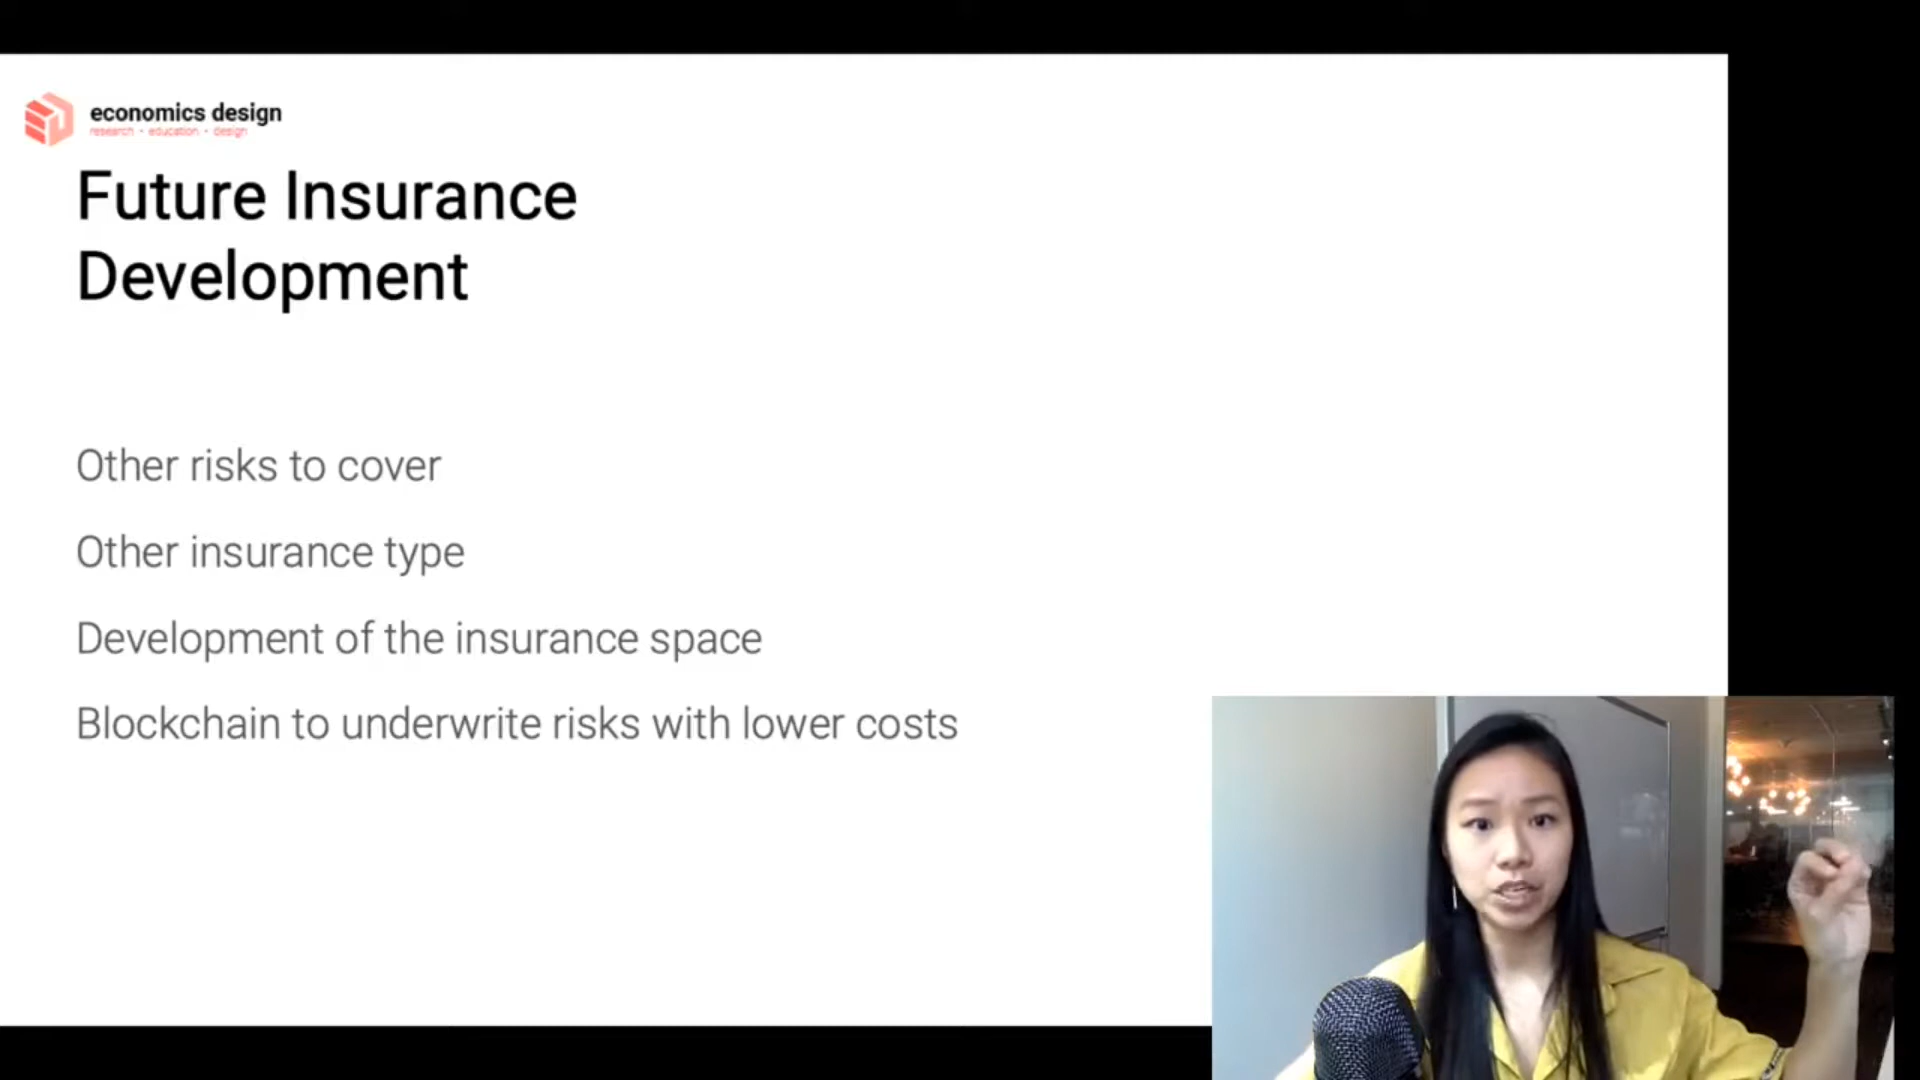 economics design
research • education • design
Future Insurance
Development
Other risks to cover
Other insurance type
Development of the insurance space
Blockchain to underwrite risks with lower costs